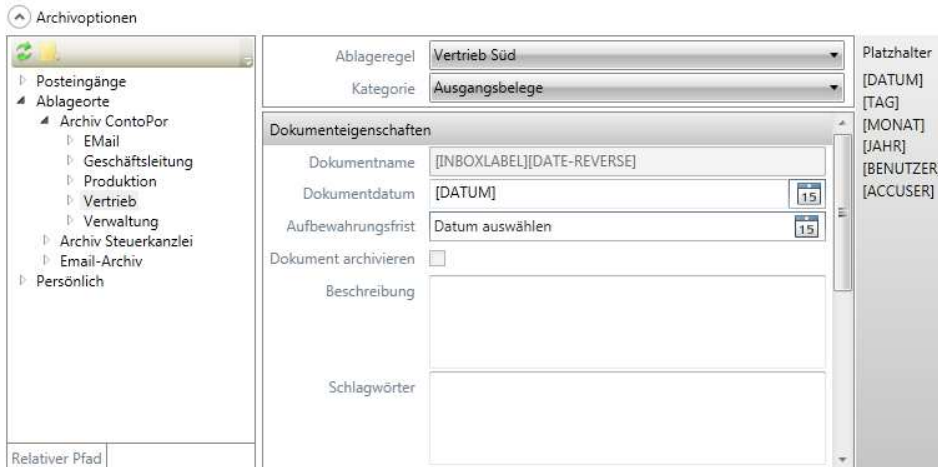 Archivoptionen
Posteingänge
Ablageorte
Archiv ContoPor
EMail
Geschäftsleitung
Produktion
Vertrieb
Verwaltung
Archiv Steuerkanzlei
Email-Archiv
Persönlich
Relativer Pfad
Ablageregel Vertrieb Süd
Kategorie Ausgangsbelege
Dokumenteigenschaften
Dokumentname [INBOXLABEL][DATE-REVERSE]
Dokumentdatum [DATUM] 15
Aufbewahrungsfrist Datum auswählen 15
Dokument archivieren
Beschreibung
Schlagwörter
Platzhalter
[DATUM]
[TAG]
[MONAT]
[JAHR]
[BENUTZER
[ACCUSER]